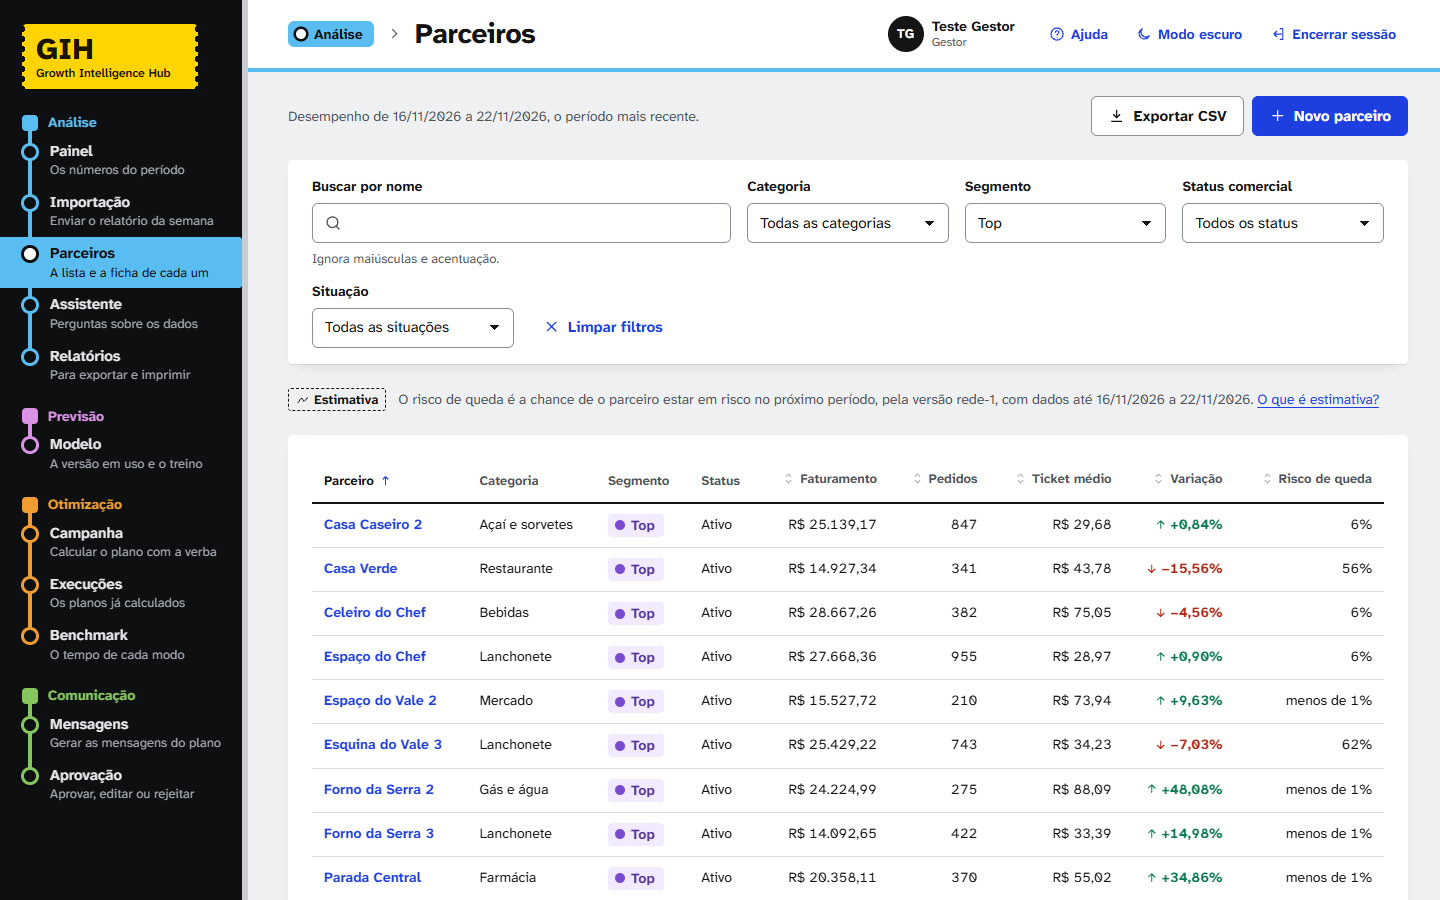 GIH
Growth Intelligence Hub
Análise
Painel
Os números do período
Importação
Enviar o relatório da semana
Parceiros
A lista e a ficha de cada um
Assistente
Perguntas sobre os dados
Relatórios
Para exportar e imprimir
Previsão
Modelo
A versão em uso e o treino
Otimização
Campanha
Calcular o plano com a verba
Execuções
Os planos já calculados
Benchmark
O tempo de cada modo
Comunicação
Mensagens
Gerar as mensagens do plano
Aprovação
Aprovar, editar ou rejeitar
Análise > Parceiros
TG Teste Gestor
Gestor
Ajuda
Modo escuro
Encerrar sessão
Desempenho de 16/11/2026 a 22/11/2026, o período mais recente.
Exportar CSV
+ Novo parceiro
Buscar por nome
Ignora maiúsculas e acentuação.
Categoria
Todas as categorias
Segmento
Top
Status comercial
Todos os status
Situação
Todas as situações
Limpar filtros
Estimativa O risco de queda é a chance de o parceiro estar em risco no próximo período, pela versão rede-1, com dados até 16/11/2026 a 22/11/2026. O que é estimativa?
Parceiro ↑ Categoria Segmento Status Faturamento Pedidos Ticket médio Variação Risco de queda
Casa Caseiro 2 Açaí e sorvetes Top Ativo R$ 25.139,17 847 R$ 29,68 ↑ +0,84% 6%
Casa Verde Restaurante Top Ativo R$ 14.927,34 341 R$ 43,78 ↓ −15,56% 56%
Celeiro do Chef Bebidas Top Ativo R$ 28.667,26 382 R$ 75,05 ↓ −4,56% 6%
Espaço do Chef Lanchonete Top Ativo R$ 27.668,36 955 R$ 28,97 ↑ +0,90% 6%
Espaço do Vale 2 Mercado Top Ativo R$ 15.527,72 210 R$ 73,94 ↑ +9,63% menos de 1%
Esquina do Vale 3 Lanchonete Top Ativo R$ 25.429,22 743 R$ 34,23 ↓ −7,03% 62%
Forno da Serra 2 Gás e água Top Ativo R$ 24.224,99 275 R$ 88,09 ↑ +48,08% menos de 1%
Forno da Serra 3 Lanchonete Top Ativo R$ 14.092,65 422 R$ 33,39 ↑ +14,98% menos de 1%
Parada Central Farmácia Top Ativo R$ 20.358,11 370 R$ 55,02 ↑ +34,86% menos de 1%